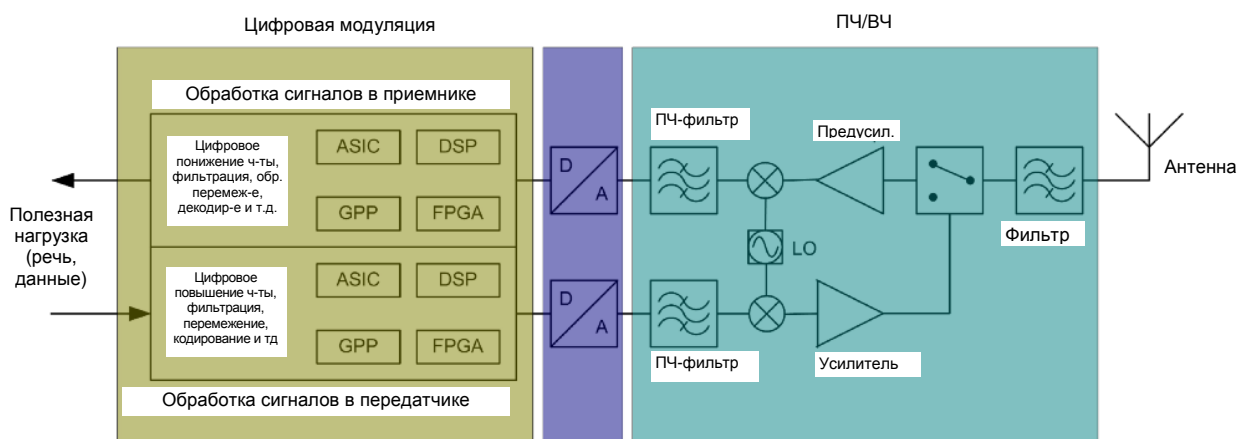 Цифровая модуляция
ПЧ/ВЧ
Обработка сигналов в приемнике
Цифровое
понижение ч-ты,
фильтрация, обр.
перемеж-е,
декодир-е и т.д.
ASIC
DSP
GPP
FPGA
D
A
ПЧ-фильтр
Предусил.
Антенна
Фильтр
LO
Полезная
нагрузка
(речь,
данные)
Цифровое
повышение ч-ты,
фильтрация,
перемежение,
кодирование и тд
ASIC
DSP
GPP
FPGA
D
A
ПЧ-фильтр
Усилитель
Обработка сигналов в передатчике